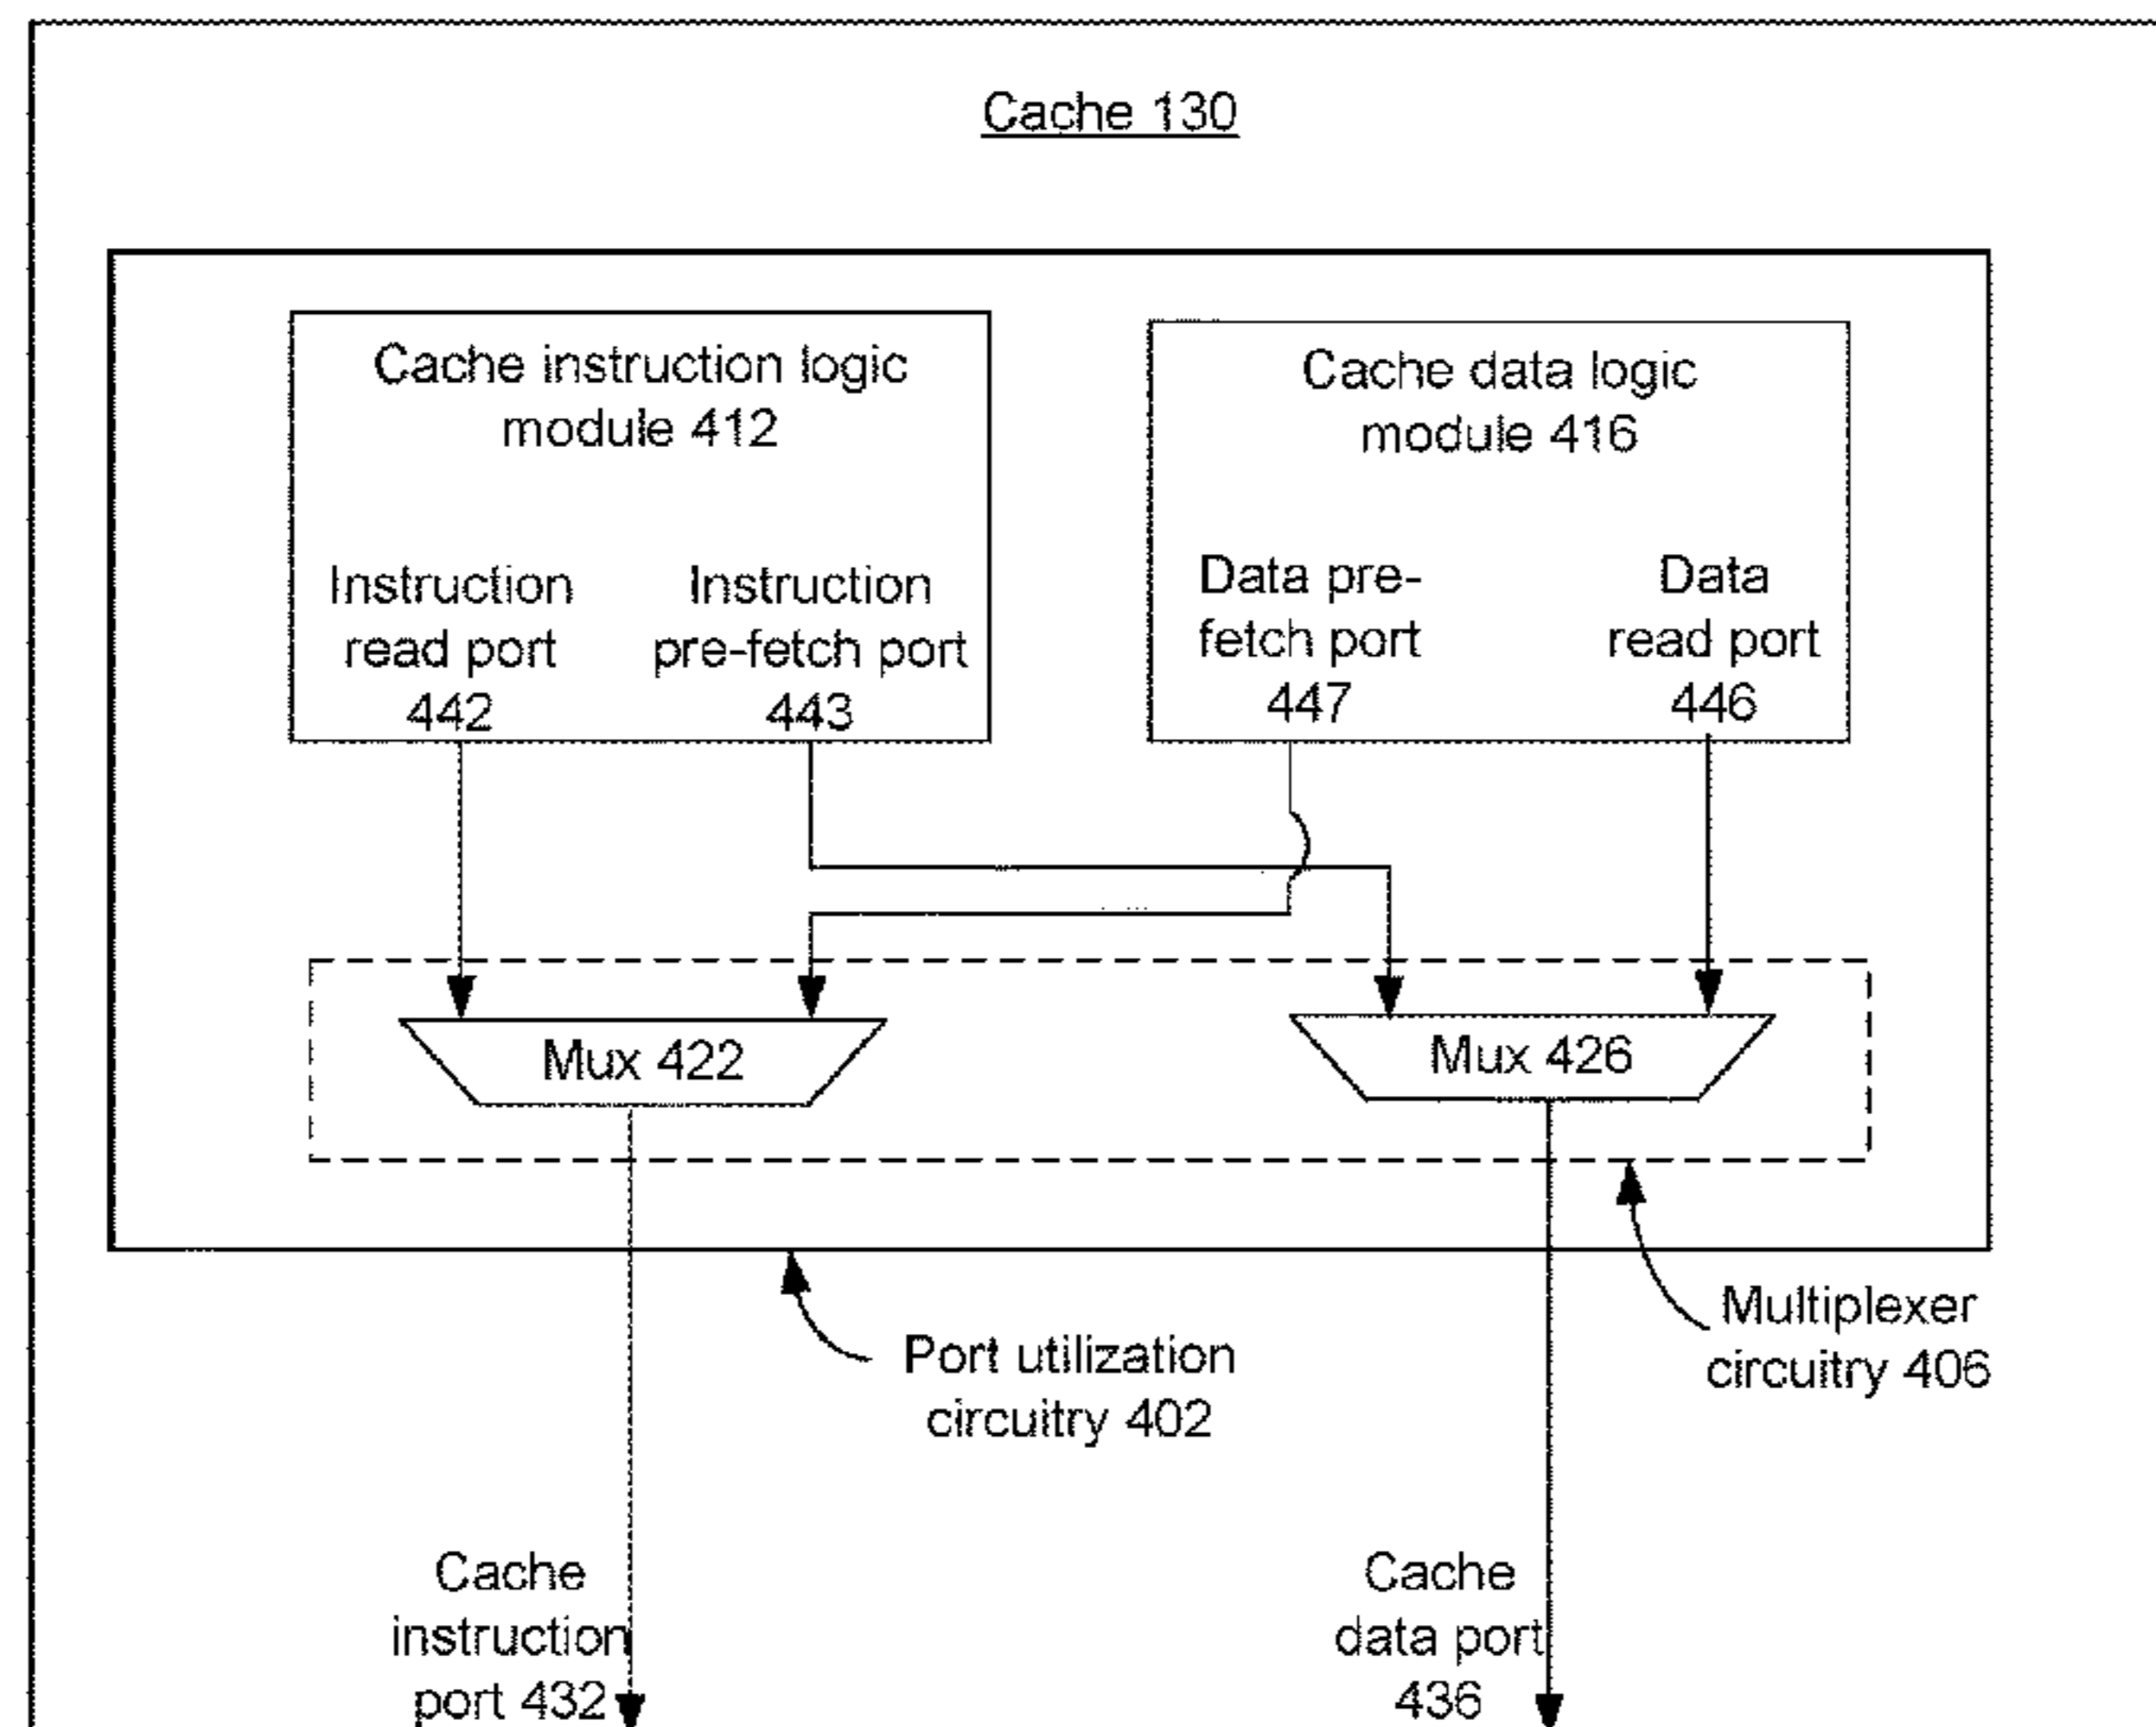 Cache 130
Cache instruction logic
module 412
Cache data logic
module 416
Instruction
read port
442
Instruction
pre-fetch port
443
Data pre-
fetch port
447
Data
read port
446
Mux 422
Mux 426
Multiplexer
circuitry 406
Port utilization
circuitry 402
Cache
instruction
port 432
Cache
data port
436